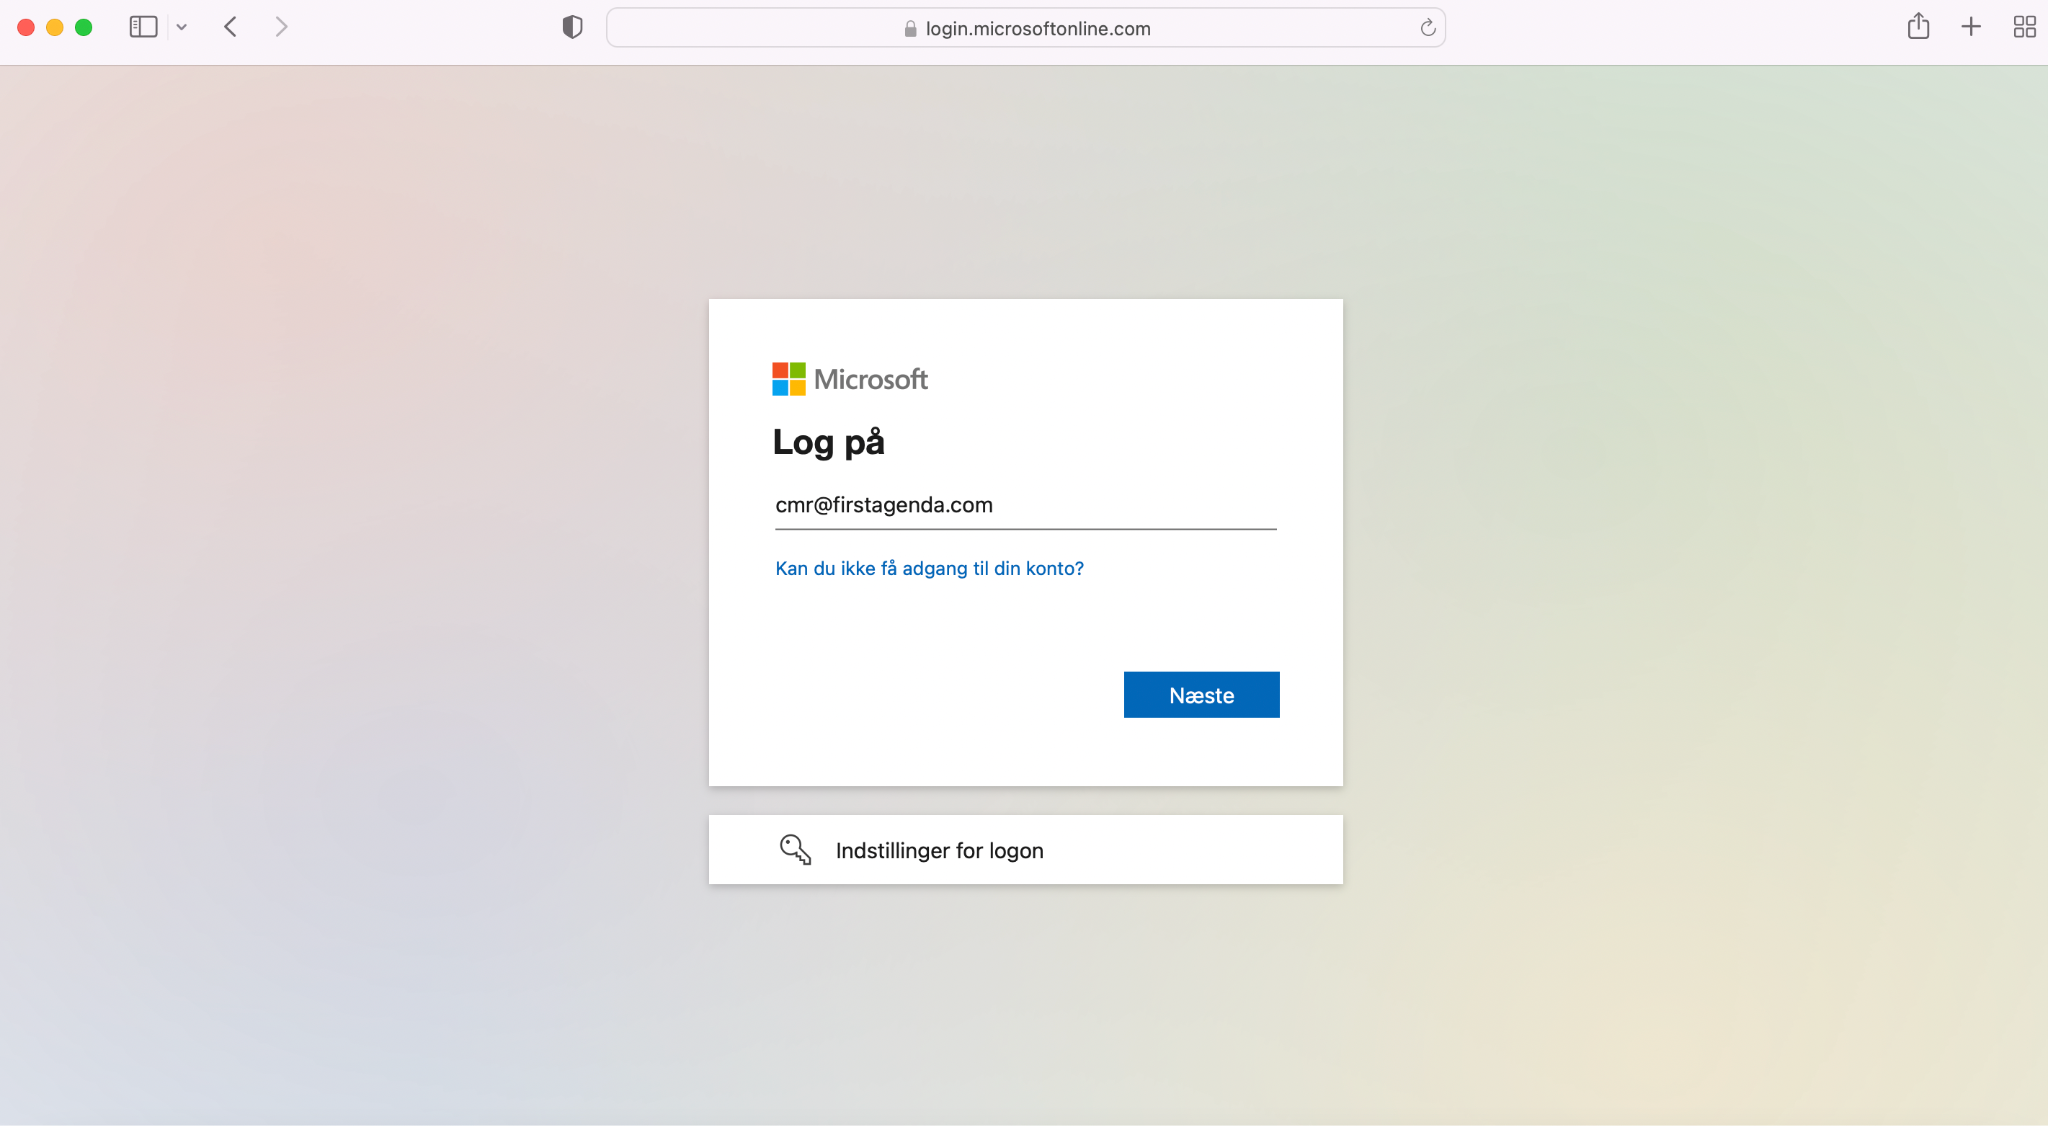 login.microsoftonline.com
Microsoft
Log på
cmr@firstagenda.com
Kan du ikke få adgang til din konto?
Næste
Indstillinger for logon